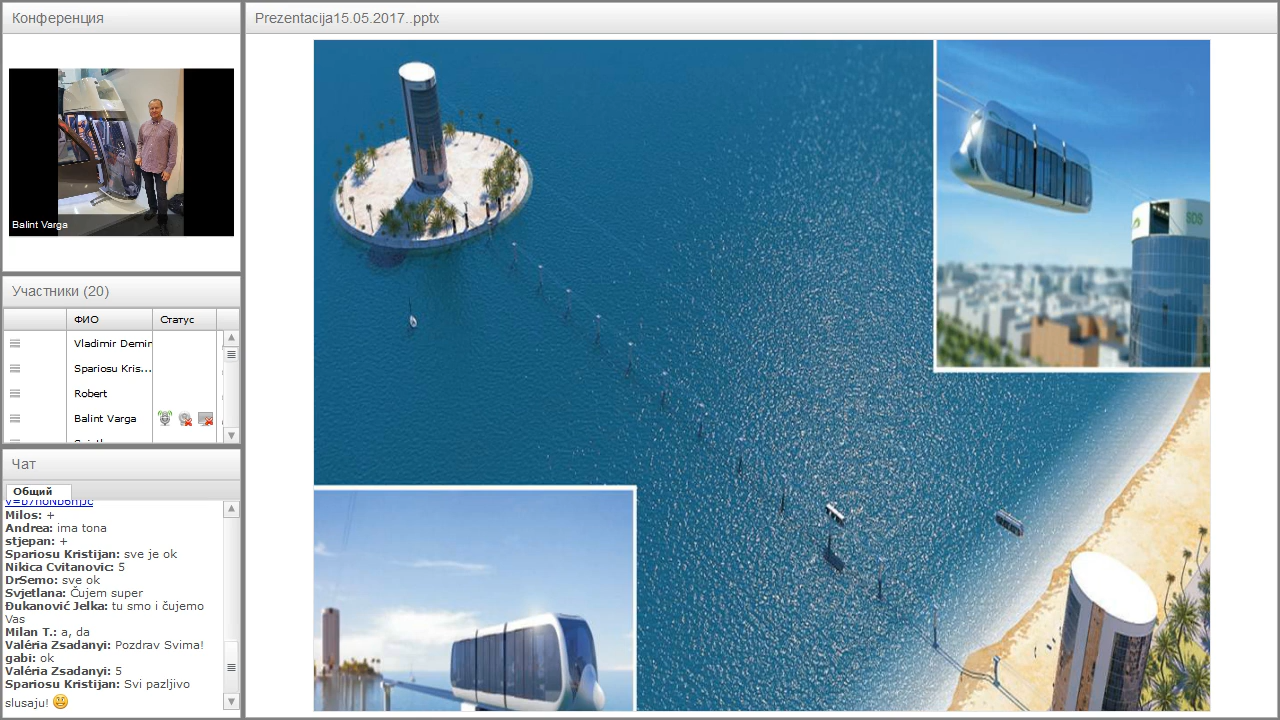 Конференция
Balint Varga
Участники (20)
ФИО Статус
Vladimir Demin
Spariosu Kris...
Robert
Balint Varga
Чат
Общий
Milos: +
Andrea: ima tona
stjepan: +
Spariosu Kristijan: sve je ok
Nikica Cvitanovic: 5
DrSemo: sve ok
Svjetlana: Čujem super
Đukanović Jelka: tu smo i čujemo
Vas
Milan T.: a, da
Valéria Zsadanyi: Pozdrav Svima!
gabi: ok
Valéria Zsadanyi: 5
Spariosu Kristijan: Svi pazljivo
slusaju!
Prezentacija15.05.2017..pptx
SDS